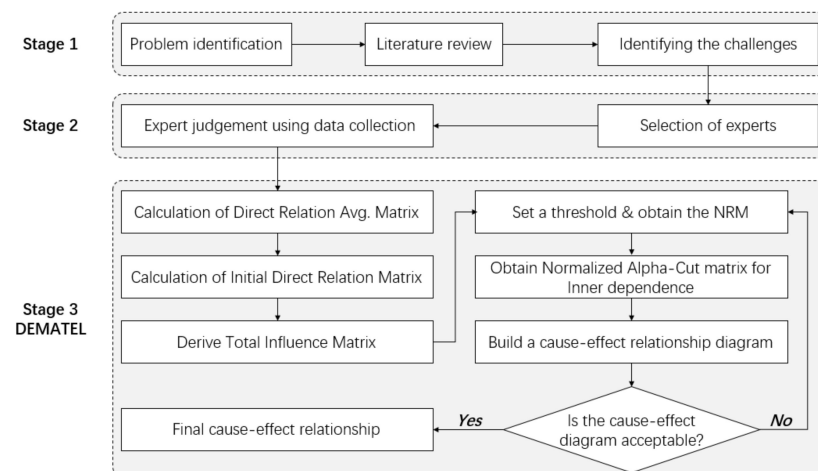 Stage 1
Problem identification
Literature review
Identifying the challenges
Stage 2
Expert judgement using data collection
Selection of experts
Stage 3
DEMATEL
Calculation of Direct Relation Avg. Matrix
Calculation of Initial Direct Relation Matrix
Derive Total Influence Matrix
Set a threshold & obtain the NRM
Obtain Normalized Alpha-Cut matrix for
Inner dependence
Build a cause-effect relationship diagram
Is the cause-effect
diagram acceptable?
Yes
No
Final cause-effect relationship